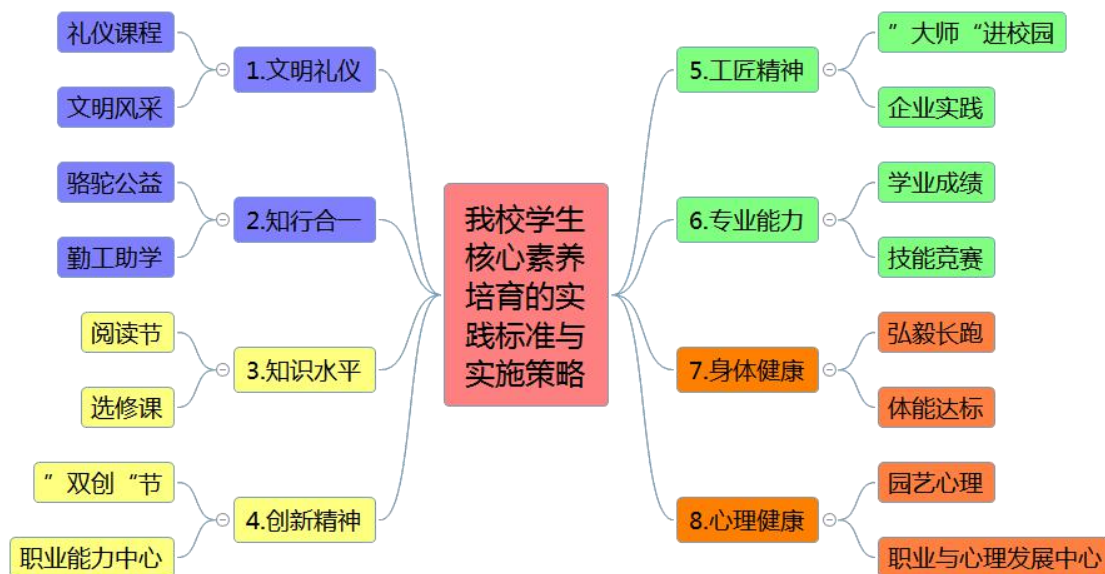 礼仪课程
1.文明礼仪
文明风采
骆驼公益
2.知行合一
勤工助学
阅读节
3.知识水平
选修课
”双创“节
4.创新精神
职业能力中心
我校学生
核心素养
培育的实
践标准与
实施策略
”大师“进校园
5.工匠精神
企业实践
学业成绩
6.专业能力
技能竞赛
弘毅长跑
7.身体健康
体能达标
园艺心理
8.心理健康
职业与心理发展中心